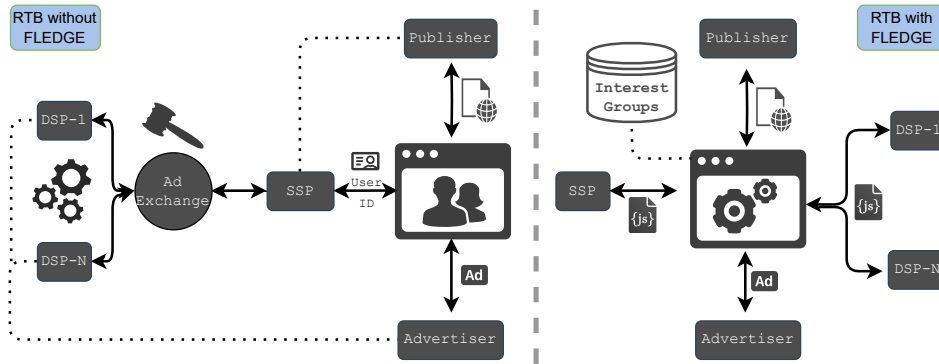 RTB without
FLEDGE
Publisher
DSP-1
Ad
Exchange
SSP
User
ID
DSP-N
Ad
Advertiser
RTB with
FLEDGE
Publisher
Interest
Groups
DSP-1
SSP
{js}
{js}
DSP-N
Ad
Advertiser